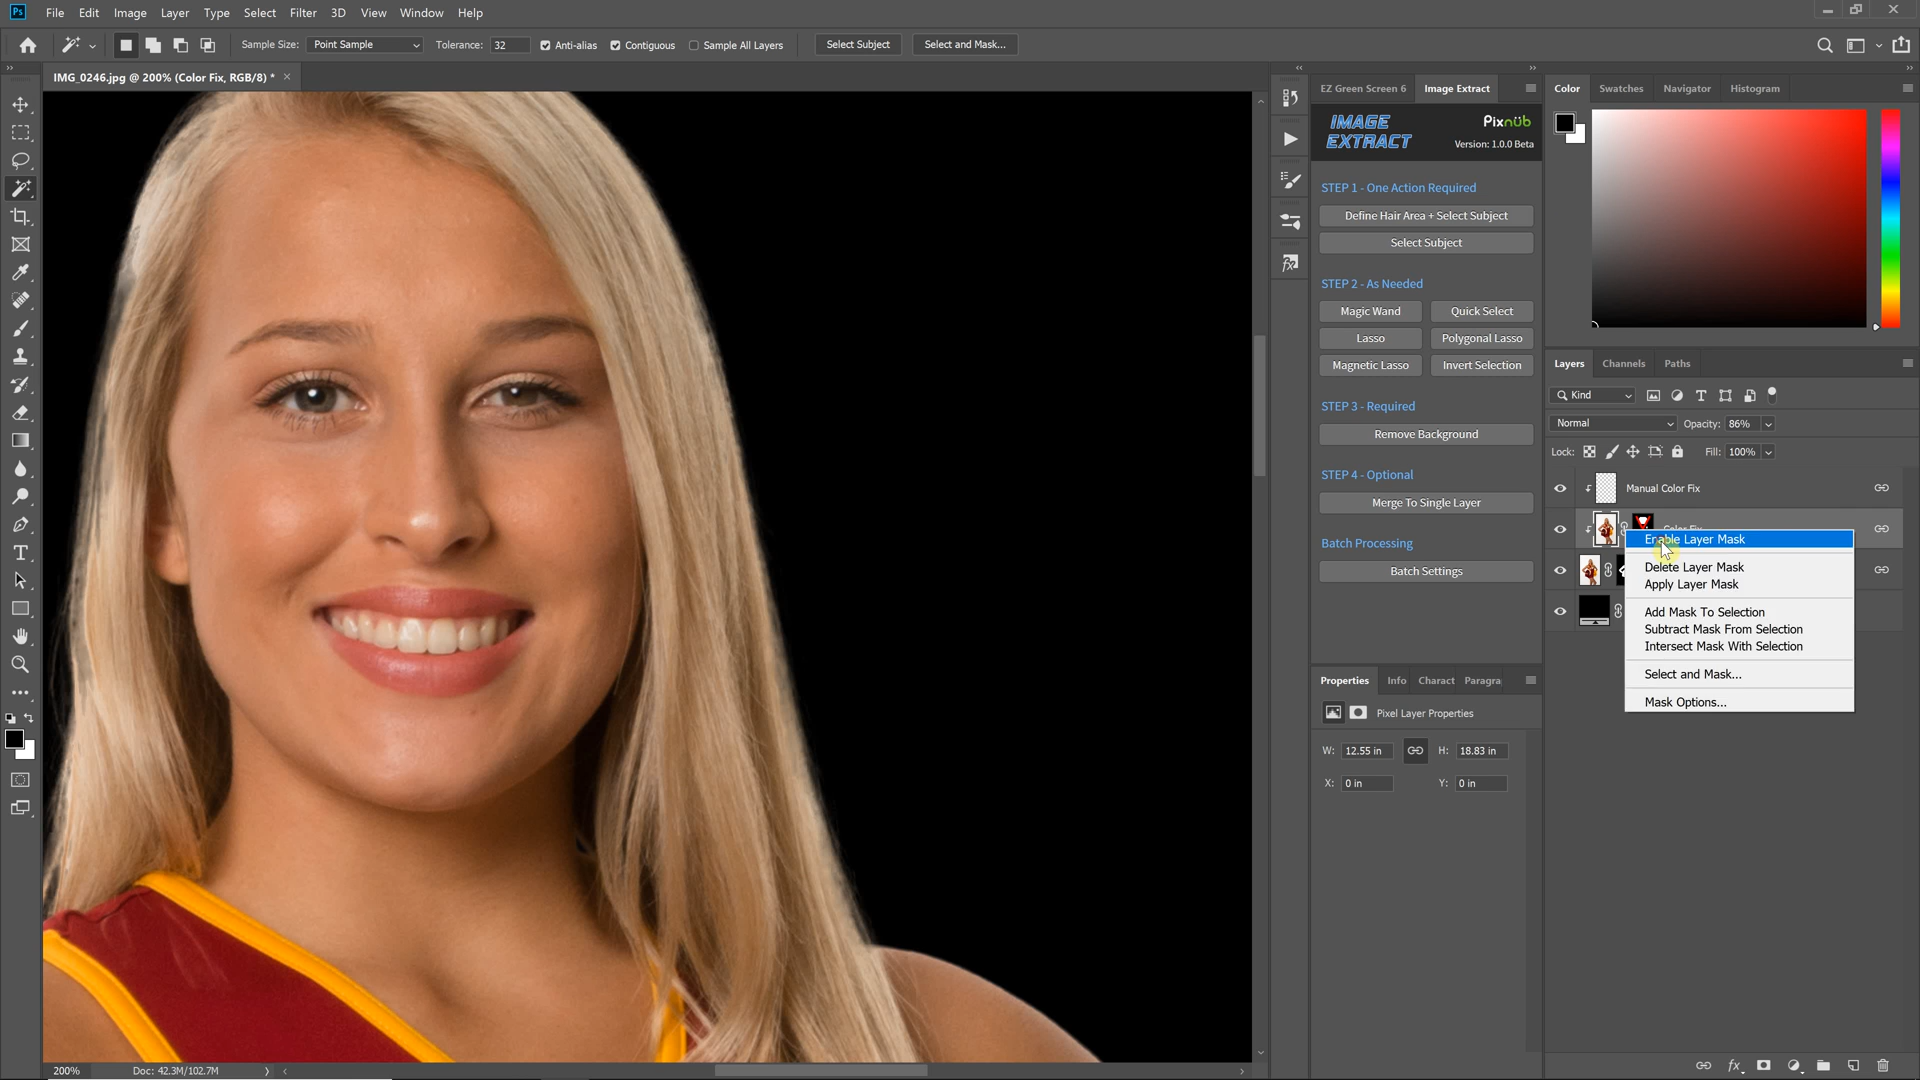 Ps File Edit Image Layer Type Select Filter 3D View Window Help
Sample Size: Point Sample Tolerance: 32 Anti-alias Contiguous Sample All Layers Select Subject Select and Mask...
IMG_0246.jpg @ 200% (Color Fix, RGB/8) * ×
EZ Green Screen 6 Image Extract
IMAGE EXTRACT
Pixnüb
Version: 1.0.0 Beta
STEP 1 - One Action Required
Define Hair Area + Select Subject
Select Subject
STEP 2 - As Needed
Magic Wand Quick Select
Lasso Polygonal Lasso
Magnetic Lasso Invert Selection
STEP 3 - Required
Remove Background
STEP 4 - Optional
Merge To Single Layer
Batch Processing
Batch Settings
Properties Info Charact Paragra
Pixel Layer Properties
W: 12.55 in H: 18.83 in
X: 0 in Y: 0 in
Color Swatches Navigator Histogram
Layers Channels Paths
Kind
Normal Opacity: 86%
Lock: Fill: 100%
Manual Color Fix
Color Fix
Enable Layer Mask
Delete Layer Mask
Apply Layer Mask
Add Mask To Selection
Subtract Mask From Selection
Intersect Mask With Selection
Select and Mask...
Mask Options...
200% Doc: 42.3M/102.7M